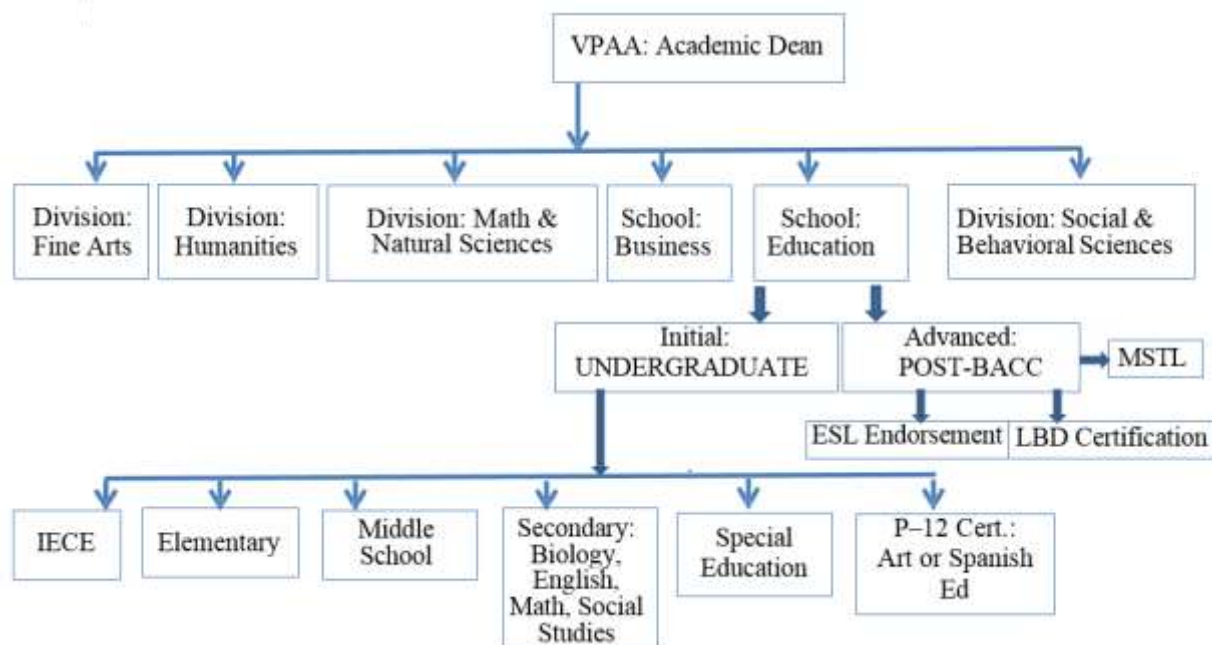 VPAA: Academic Dean
Division:
Fine Arts
Division:
Humanities
Division: Math &
Natural Sciences
School:
Business
School:
Education
Division: Social &
Behavioral Sciences
Initial:
UNDERGRADUATE
Advanced:
POST-BACC
MSTL
ESL Endorsement
LBD Certification
IECE
Elementary
Middle
School
Secondary:
Biology,
English,
Math, Social
Studies
Special
Education
P–12 Cert.:
Art or Spanish
Ed